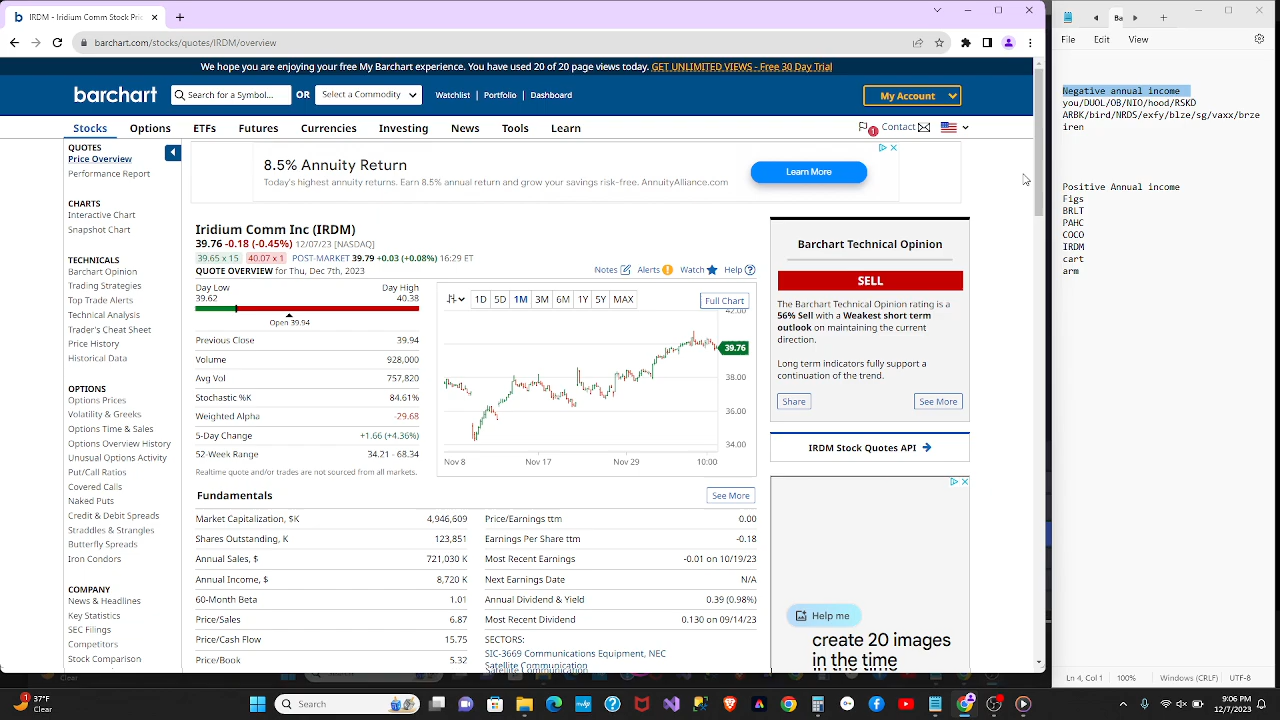 IRDM - Iridium Comm Stock Pric
Ba
barchart.com/stocks/quotes/IRDM/overview
File Edit View
We hope you are enjoying your free My Barchart experience. You have used 20 of 20 page views today. GET UNLIMITED VIEWS - Free 30 Day Trial
barchart
Search for a Symbol...
OR
Select a Commodity
Watchlist | Portfolio | Dashboard
My Account
Stocks Options ETFs Futures Currencies Investing News Tools Learn
Contact
QUOTES
Price Overview
Performance Report
CHARTS
Interactive Chart
Snapshot Chart
TECHNICALS
Barchart Opinion
Trading Strategies
Top Trade Alerts
Technical Analysis
Trader's Cheat Sheet
Price History
Historical Data
OPTIONS
Options Prices
Volatility & Greeks
Options Time & Sales
Options Overview History
Unusual Options Activity
Put/Call Ratios
Covered Calls
Naked Puts
Credit & Debit Spreads
Straddles & Strangles
Butterfly Spreads
Iron Condors
COMPANY
News & Headlines
Key Statistics
SEC Filings
Competitors
Stock Comparison
8.5% Annuity Return
Today's highest annuity returns. Earn 8.5% annual return and grow your savings risk-free. AnnuityAlliance.com
Learn More
Iridium Comm Inc (IRDM)
39.76 -0.18 (-0.45%) 12/07/23 [NASDAQ]
39.65 x 15 40.07 x 1 POST-MARKET 39.79 +0.03 (+0.08%) 16:29 ET
QUOTE OVERVIEW for Thu, Dec 7th, 2023
Notes Alerts Watch Help
Day Low Day High
39.62 40.38
Open 39.94
Previous Close 39.94
Volume 928,000
Avg Vol 757,820
Stochastic %K 84.61%
Weighted Alpha -29.68
5-Day Change +1.66 (+4.36%)
52-Week Range 34.21 - 68.34
Realtime quote and/or trades are not sourced from all markets.
1D 5D 1M 3M 6M 1Y 5Y MAX
Full Chart
42.00
39.76
38.00
36.00
34.00
Nov 8 Nov 17 Nov 29 10:00
Fundamentals
See More
Market Capitalization, $K 4,946,609
Shares Outstanding, K 123,851
Annual Sales, $ 721,030 K
Annual Income, $ 8,720 K
60-Month Beta 1.01
Price/Sales 6.87
Price/Cash Flow 15.75
Price/Book 5.32
Price/Earnings ttm 0.00
Earnings Per Share ttm -0.18
Most Recent Earnings -0.01 on 10/19/23
Next Earnings Date N/A
Annual Dividend & Yield 0.39 (0.98%)
Most Recent Dividend 0.130 on 09/14/23
SECTORS:
SIC-3669 Communications Equipment, NEC
Satellite Communication
Barchart Technical Opinion
SELL
The Barchart Technical Opinion rating is a
56% Sell with a Weakest short term
outlook on maintaining the current
direction.
Long term indicators fully support a
continuation of the trend.
Share
See More
IRDM Stock Quotes API
Help me
create 20 images
in the time
Negative annual income
you/DUOL/OB/NIO/hood/RSKD
ARBK/bird/NRDS/exfy/blze/sg/vaxx/brze
iren
Positive Annual income
Figs
BRLT
PAHC
COCO
IRDM
cart
arm
Ln 4, Col 1 100% Windows (CRLF) UTF-8
37°F
Clear
Search
9:06 PM
12/7/2023